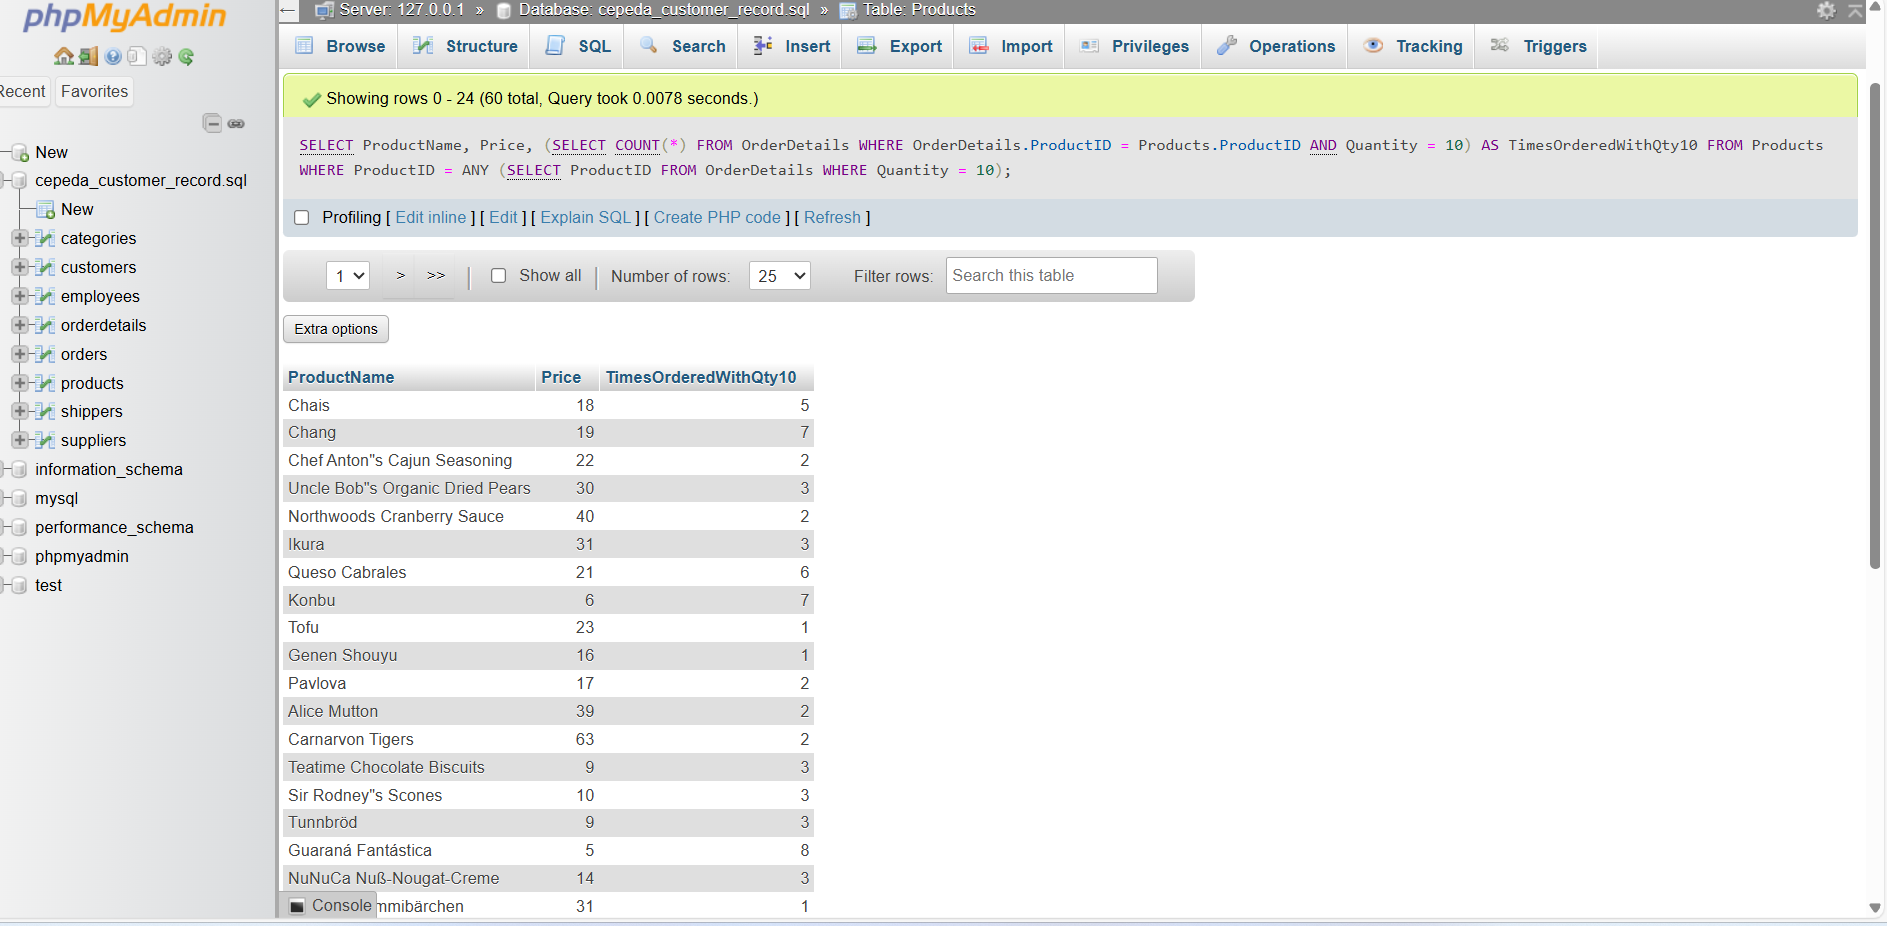 phpMyAdmin
Recent Favorites
New
cepeda_customer_record.sql
New
categories
customers
employees
orderdetails
orders
products
shippers
suppliers
information_schema
mysql
performance_schema
phpmyadmin
test
Server: 127.0.0.1 » Database: cepeda_customer_record.sql » Table: Products
Browse Structure SQL Search Insert Export Import Privileges Operations Tracking Triggers
Showing rows 0 - 24 (60 total, Query took 0.0078 seconds.)
SELECT ProductName, Price, (SELECT COUNT(*) FROM OrderDetails WHERE OrderDetails.ProductID = Products.ProductID AND Quantity = 10) AS TimesOrderedWithQty10 FROM Products
WHERE ProductID = ANY (SELECT ProductID FROM OrderDetails WHERE Quantity = 10);
Profiling [ Edit inline ] [ Edit ] [ Explain SQL ] [ Create PHP code ] [ Refresh ]
1 > >> | Show all | Number of rows: 25 Filter rows: Search this table
Extra options
ProductName Price TimesOrderedWithQty10
Chais 18 5
Chang 19 7
Chef Anton"s Cajun Seasoning 22 2
Uncle Bob"s Organic Dried Pears 30 3
Northwoods Cranberry Sauce 40 2
Ikura 31 3
Queso Cabrales 21 6
Konbu 6 7
Tofu 23 1
Genen Shouyu 16 1
Pavlova 17 2
Alice Mutton 39 2
Carnarvon Tigers 63 2
Teatime Chocolate Biscuits 9 3
Sir Rodney"s Scones 10 3
Tunnbröd 9 3
Guaraná Fantástica 5 8
NuNuCa Nuß-Nougat-Creme 14 3
Console mmibärchen 31 1